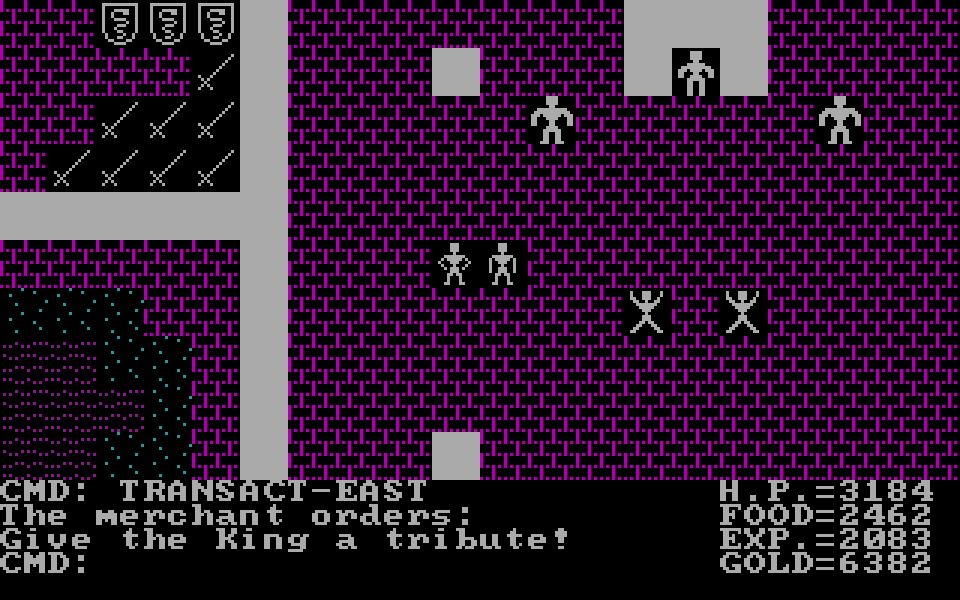 CMD: TRANSACT-EAST
The merchant orders:
Give the King a tribute!
CMD:
H.P.=3184
FOOD=2462
EXP.=2083
GOLD=6382